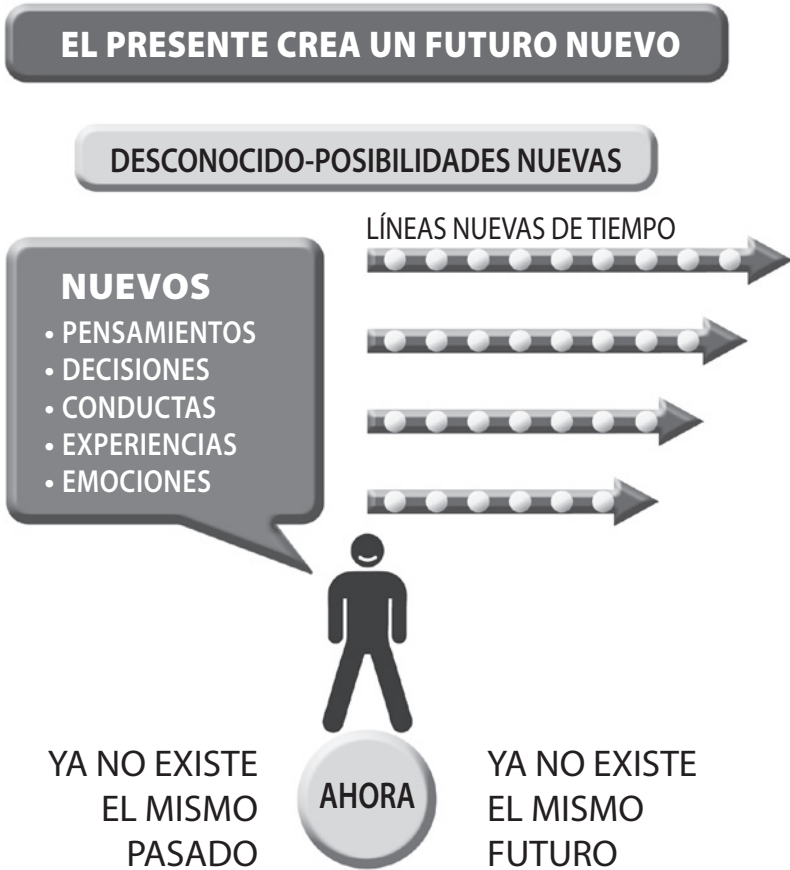 EL PRESENTE CREA UN FUTURO NUEVO
DESCONOCIDO-POSIBILIDADES NUEVAS
LÍNEAS NUEVAS DE TIEMPO
NUEVOS
• PENSAMIENTOS
• DECISIONES
• CONDUCTAS
• EXPERIENCIAS
• EMOCIONES
YA NO EXISTE
EL MISMO
PASADO
AHORA
YA NO EXISTE
EL MISMO
FUTURO